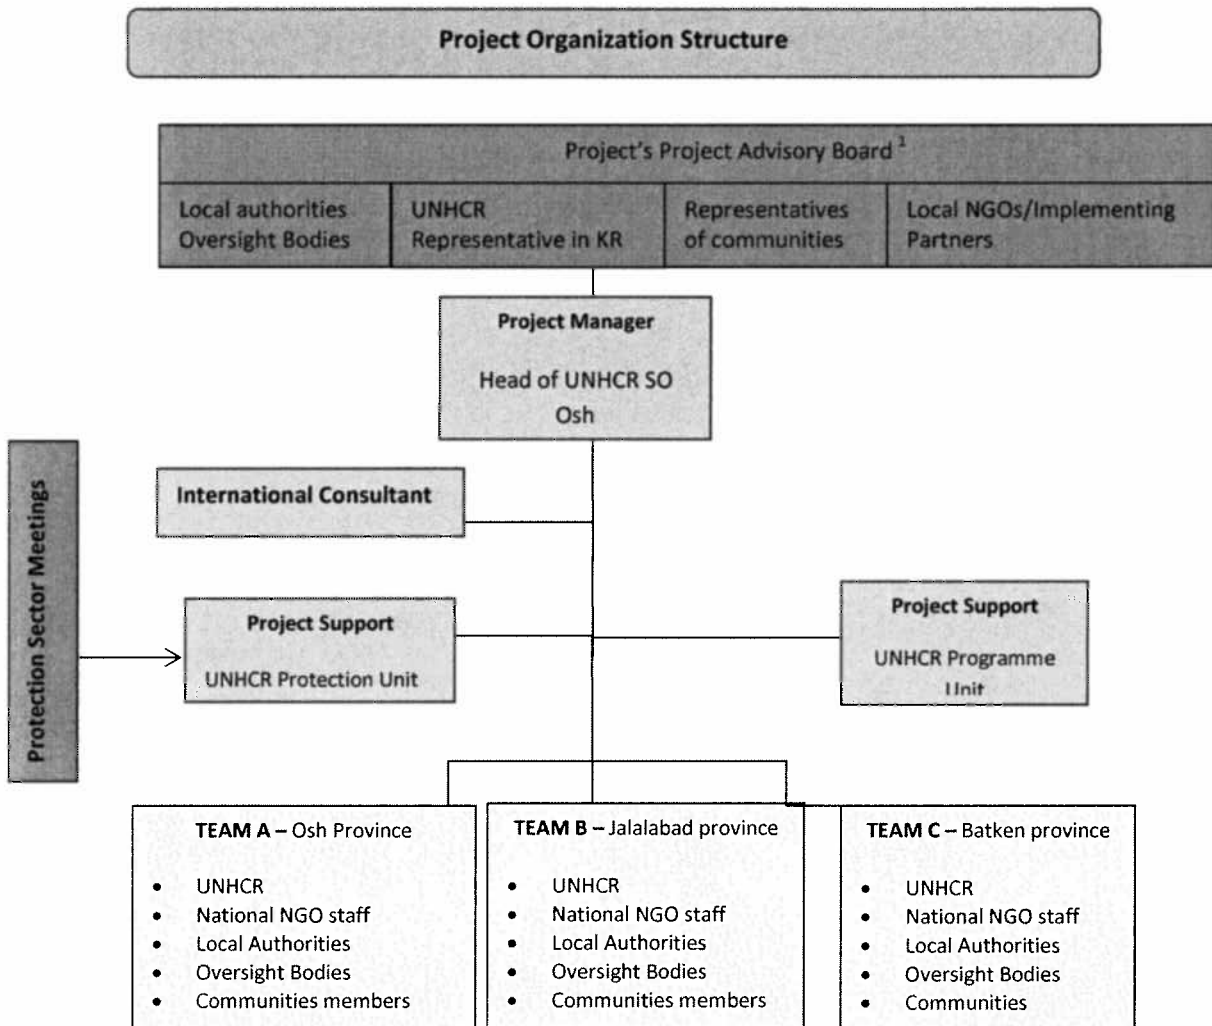 Project Organization Structure
Project's Project Advisory Board 1
Local authorities
Oversight Bodies
UNHCR
Representative in KR
Representatives
of communities
Local NGOs/Implementing
Partners
Project Manager
Head of UNHCR SO
Osh
Protection Sector Meetings
International Consultant
Project Support
UNHCR Protection Unit
Project Support
UNHCR Programme
Unit
TEAM A – Osh Province
• UNHCR
• National NGO staff
• Local Authorities
• Oversight Bodies
• Communities members
TEAM B – Jalalabad province
• UNHCR
• National NGO staff
• Local Authorities
• Oversight Bodies
• Communities members
TEAM C – Batken province
• UNHCR
• National NGO staff
• Local Authorities
• Oversight Bodies
• Communities